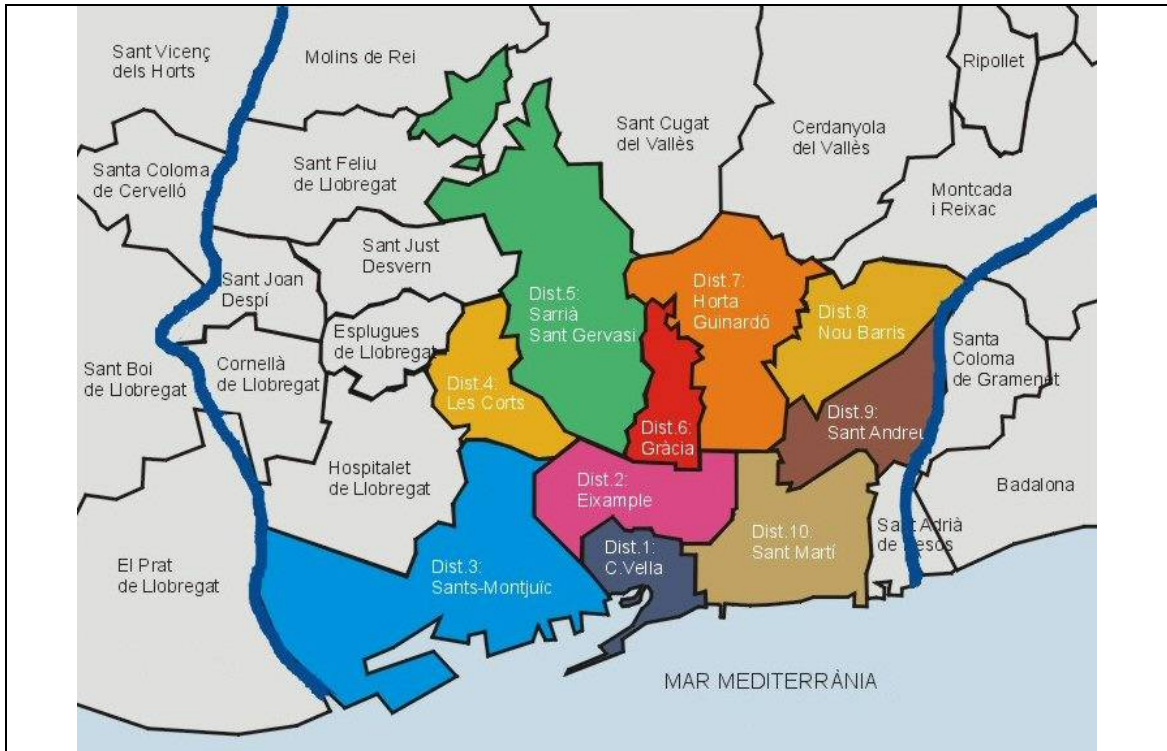 Sant Vicenç
dels Horts
Molins de Rei
Ripollet
Sant Cugat
del Vallès
Cerdanyola
del Vallès
Santa Coloma
de Cervelló
Sant Feliu
de Llobregat
Montcada
i Reixac
Sant Just
Desvern
Sant Joan
Despí
Dist.5:
Sarrià
Sant Gervasi
Dist.7:
Horta
Guinardó
Dist.8:
Nou Barris
Esplugues
de Llobregat
Santa
Coloma
de Gramenet
Sant Boi
de Llobregat
Cornellà
de Llobregat
Dist.4:
Les Corts
Dist.6:
Gràcia
Dist.9:
Sant Andreu
Hospitalet
de Llobregat
Dist.2:
Eixample
Badalona
Dist.10:
Sant Martí
Sant Adrià
de Besòs
El Prat
de Llobregat
Dist.3:
Sants-Montjuïc
Dist.1:
C.Vella
MAR MEDITERRÀNIA